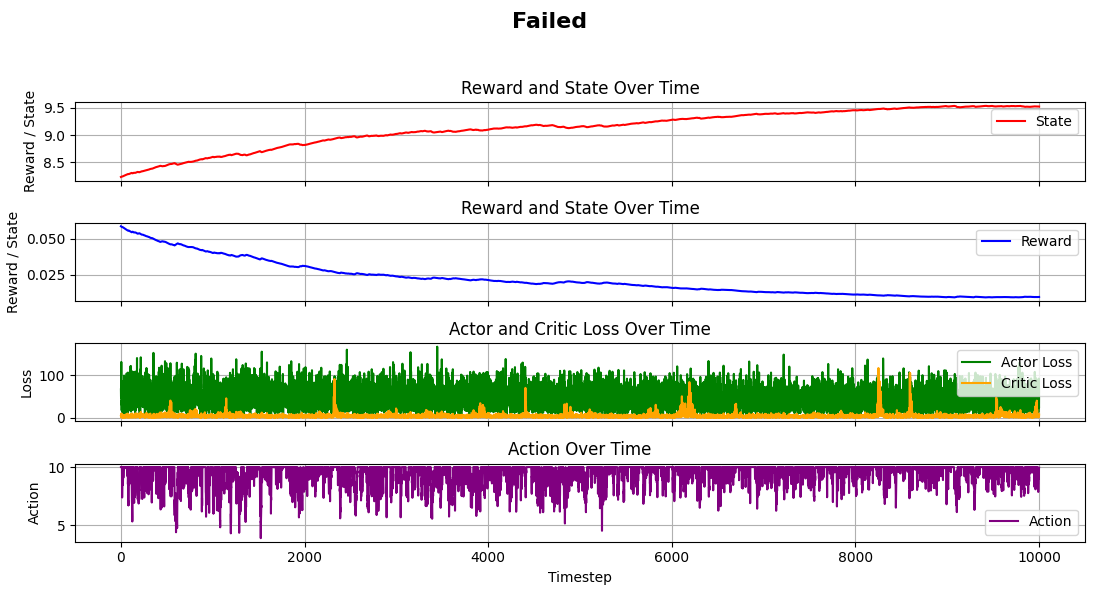 Failed
Reward and State Over Time
Reward / State
9.5
9.0
8.5
State
Reward and State Over Time
Reward / State
0.050
0.025
Reward
Actor and Critic Loss Over Time
Loss
100
0
Actor Loss
Critic Loss
Action Over Time
Action
10
5
Action
0 2000 4000 6000 8000 10000
Timestep